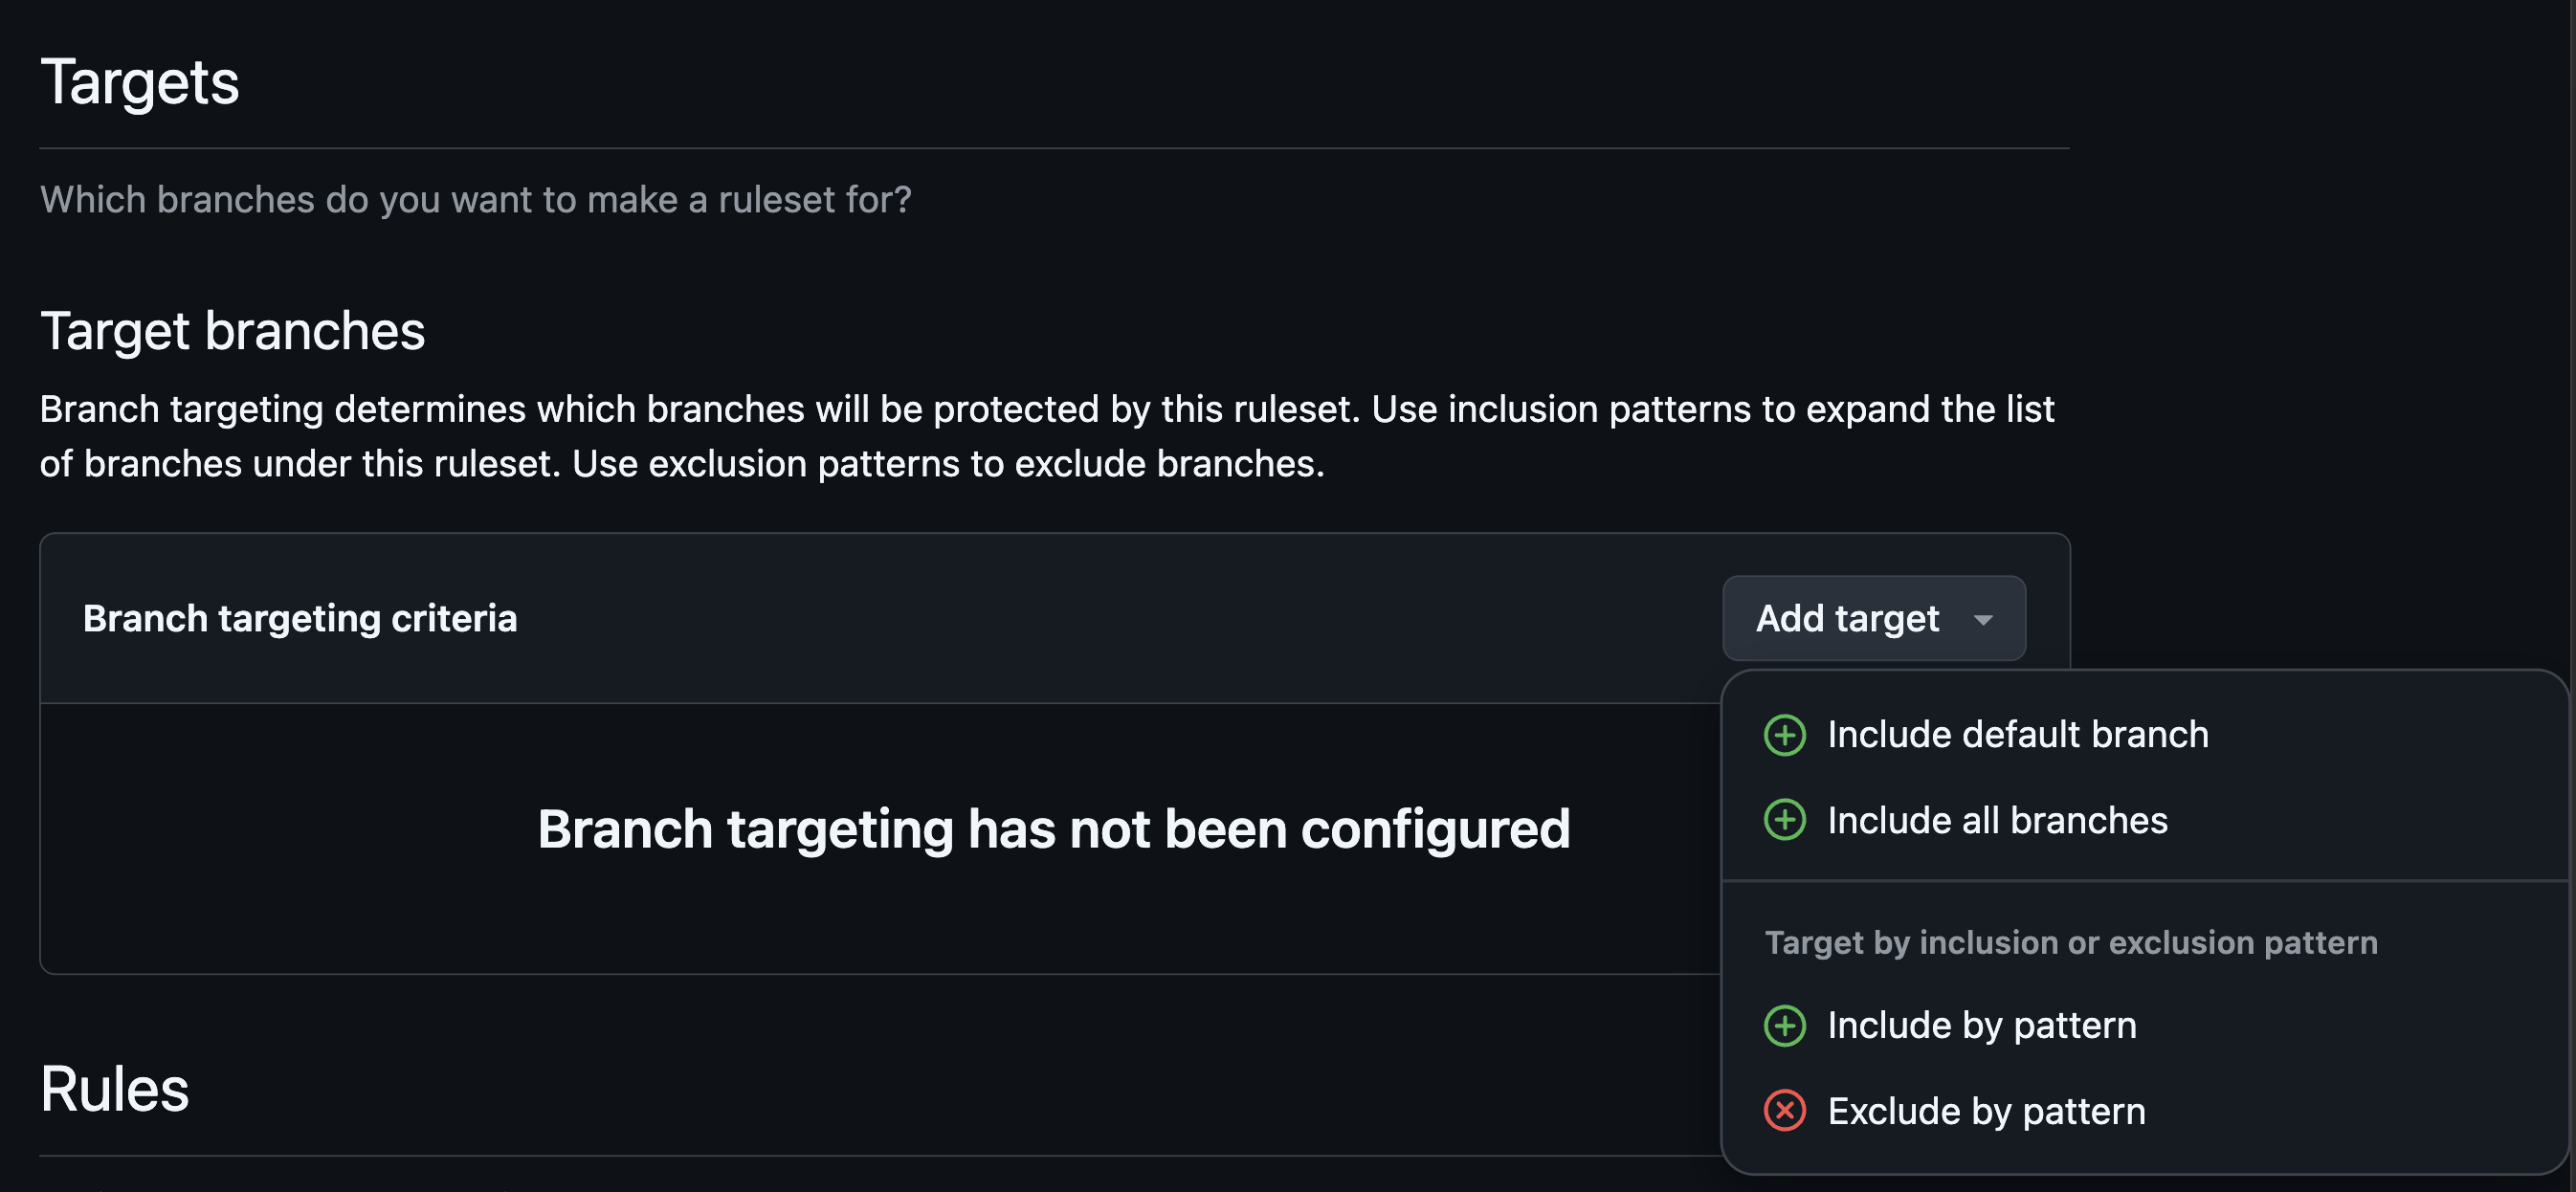 Targets
Which branches do you want to make a ruleset for?
Target branches
Branch targeting determines which branches will be protected by this ruleset. Use inclusion patterns to expand the list
of branches under this ruleset. Use exclusion patterns to exclude branches.
Branch targeting criteria
Add target
Branch targeting has not been configured
Include default branch
Include all branches
Target by inclusion or exclusion pattern
Include by pattern
Exclude by pattern
Rules